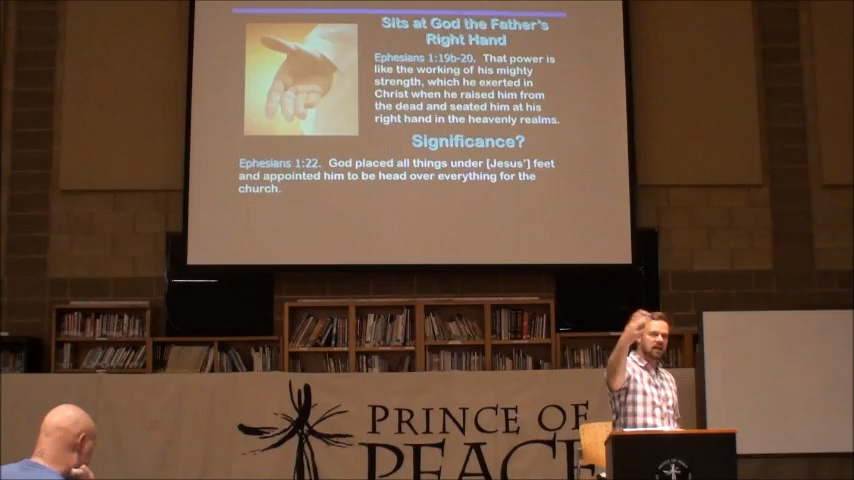 Sits at God the Father's
Right Hand
Ephesians 1:19b-20. That power is
like the working of his mighty
strength, which he exerted in
Christ when he raised him from
the dead and seated him at his
right hand in the heavenly realms.
Significance?
Ephesians 1:22. God placed all things under [Jesus'] feet
and appointed him to be head over everything for the
church.
PRINCE OF
PEACE